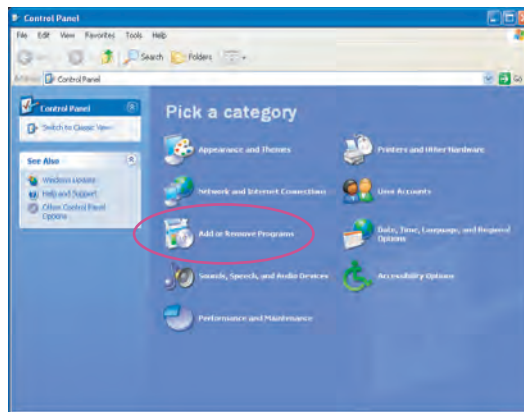 Control Panel
File Edit View Favorites Tools Help
Search Folders
Control Panel
Control Panel
Switch to Classic View
See Also
Windows Update
Help and Support
Other Control Panel
Options
Pick a category
Appearance and Themes
Printers and Other Hardware
Network and Internet Connections
User Accounts
Add or Remove Programs
Date, Time, Language, and Regional
Options
Sounds, Speech, and Audio Devices
Accessibility Options
Performance and Maintenance